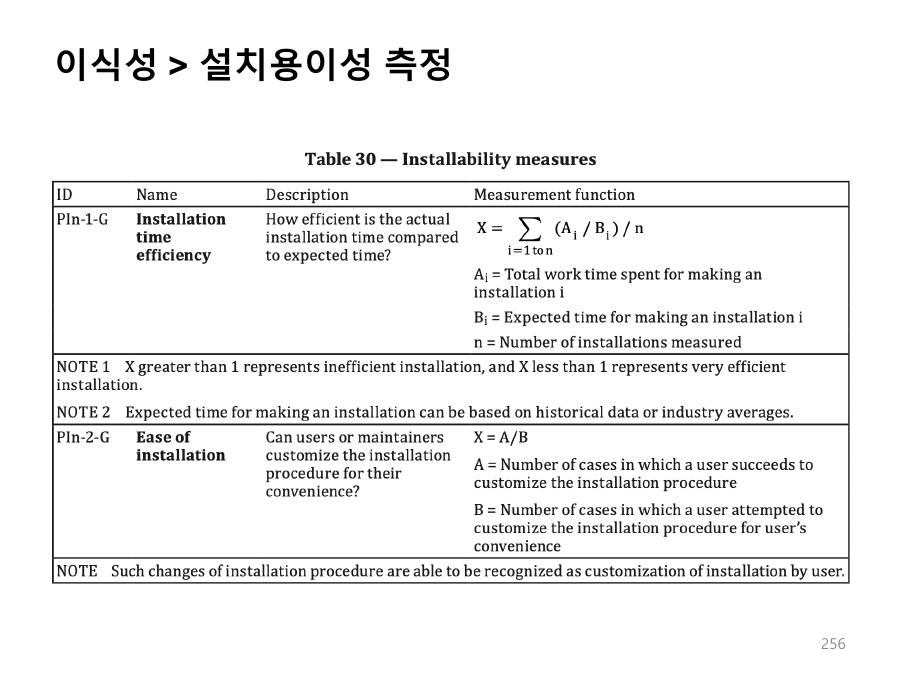 이식성 > 설치용이성 측정
Table 30 — Installability measures
ID Name Description Measurement function
PIn-1-G Installation time efficiency How efficient is the actual installation time compared to expected time? X = ∑ (Ai / Bi) / n
i=1 to n
Ai = Total work time spent for making an
installation i
Bi = Expected time for making an installation i
n = Number of installations measured
NOTE 1 X greater than 1 represents inefficient installation, and X less than 1 represents very efficient
installation.
NOTE 2 Expected time for making an installation can be based on historical data or industry averages.
PIn-2-G Ease of installation Can users or maintainers customize the installation procedure for their convenience? X = A/B
A = Number of cases in which a user succeeds to
customize the installation procedure
B = Number of cases in which a user attempted to
customize the installation procedure for user's
convenience
NOTE Such changes of installation procedure are able to be recognized as customization of installation by user.
256